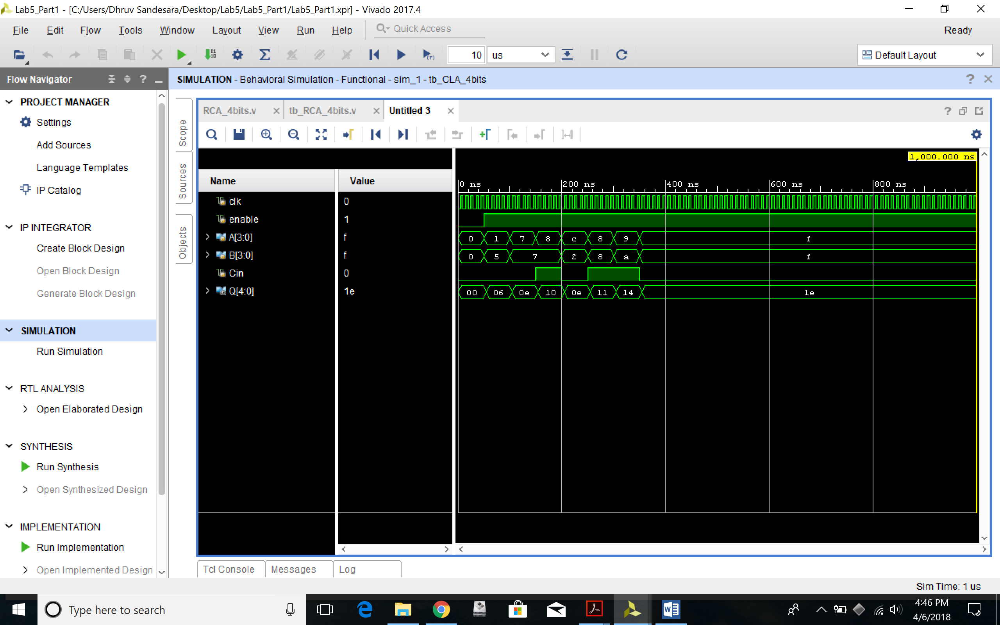 Lab5_Part1 - [C:/Users/Dhruv Sandesara/Desktop/Lab5/Lab5_Part1/Lab5_Part1.xpr] - Vivado 2017.4
File Edit Flow Tools Window Layout View Run Help Quick Access Ready
10 us Default Layout
Flow Navigator
SIMULATION - Behavioral Simulation - Functional - sim_1 - tb_CLA_4bits
PROJECT MANAGER
Settings
Add Sources
Language Templates
IP Catalog
IP INTEGRATOR
Create Block Design
Open Block Design
Generate Block Design
SIMULATION
Run Simulation
RTL ANALYSIS
Open Elaborated Design
SYNTHESIS
Run Synthesis
Open Synthesized Design
IMPLEMENTATION
Run Implementation
Open Implemented Design
Scope
Sources
Objects
RCA_4bits.v tb_RCA_4bits.v Untitled 3
1,000.000 ns
Name Value
0 ns 200 ns 400 ns 600 ns 800 ns
clk 0
enable 1
A[3:0] f 0 1 7 8 c 8 9 f
B[3:0] f 0 5 7 2 8 a f
Cin 0
Q[4:0] 1e 00 06 0e 10 0e 11 14 1e
Tcl Console Messages Log
Sim Time: 1 us
Type here to search
4:46 PM
4/6/2018